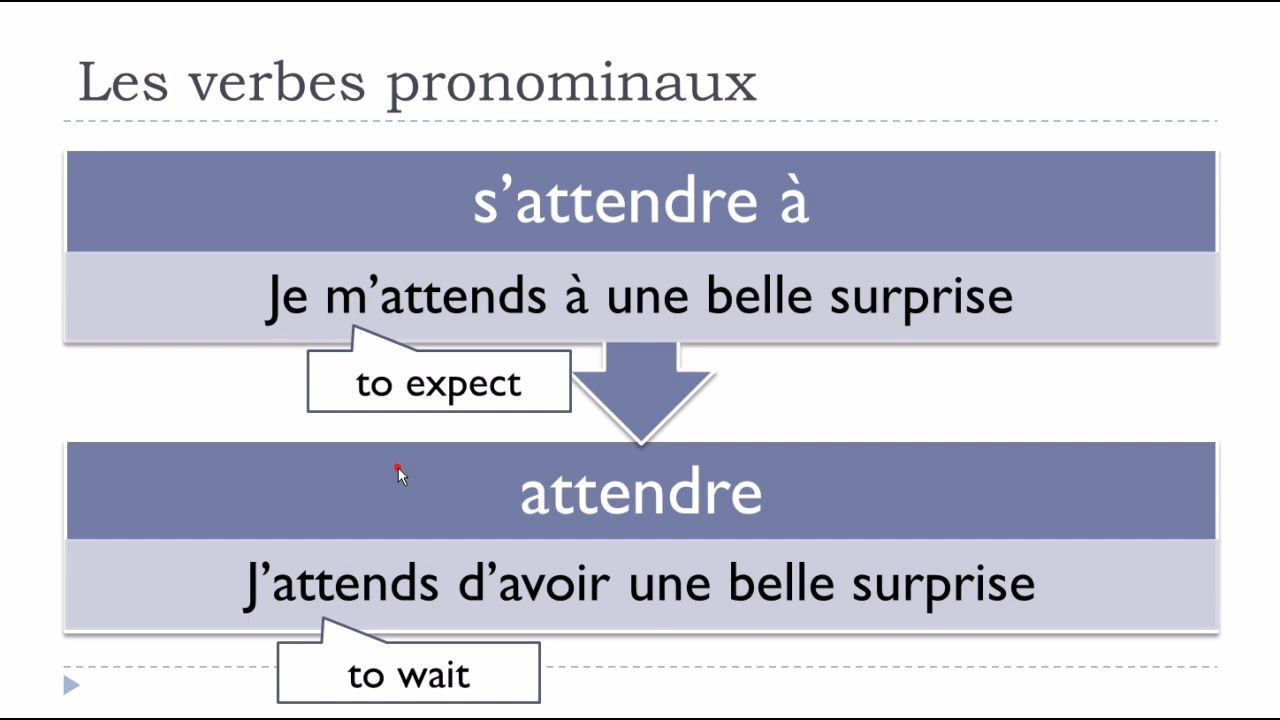 Les verbes pronominaux
s’attendre à
Je m’attends à une belle surprise
to expect
attendre
J’attends d’avoir une belle surprise
to wait